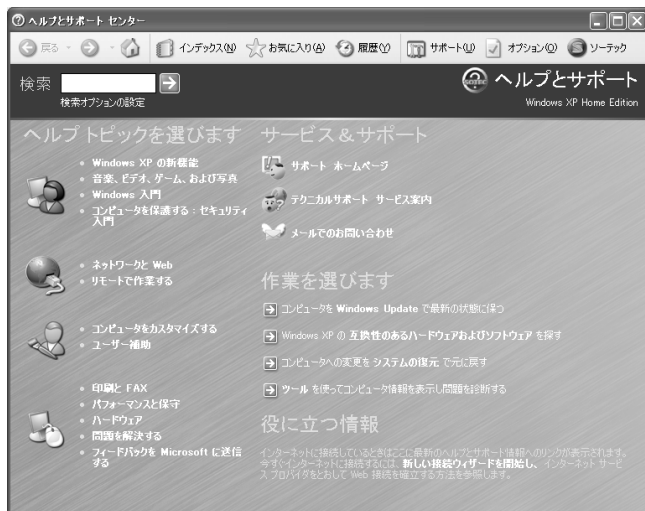 ヘルプとサポート センター
戻る インデックス(N) お気に入り(A) 履歴(Y) サポート(U) オプション(O) ソーテック
検索
検索オプションの設定
SOTEC ヘルプとサポート
Windows XP Home Edition
ヘルプ トピックを選びます
Windows XP の新機能
音楽、ビデオ、ゲーム、および写真
Windows 入門
コンピュータを保護する : セキュリティ
入門
ネットワークと Web
リモートで作業する
コンピュータをカスタマイズする
ユーザー補助
印刷と FAX
パフォーマンスと保守
ハードウェア
問題を解決する
フィードバックを Microsoft に送信
する
サービス＆サポート
サポート ホームページ
テクニカルサポート サービス案内
メールでのお問い合わせ
作業を選びます
コンピュータを Windows Update で最新の状態に保つ
Windows XP の 互換性のあるハードウェアおよびソフトウェア を探す
コンピュータへの変更を システムの復元 で元に戻す
ツール を使ってコンピュータ情報を表示し問題を診断する
役に立つ情報
インターネットに接続しているときはここに最新のヘルプとサポート情報へのリンクが表示されます。
今すぐインターネットに接続するには、新しい接続ウィザードを開始し、インターネット サービ
ス プロバイダをとおして Web 接続を確立する方法を参照します。